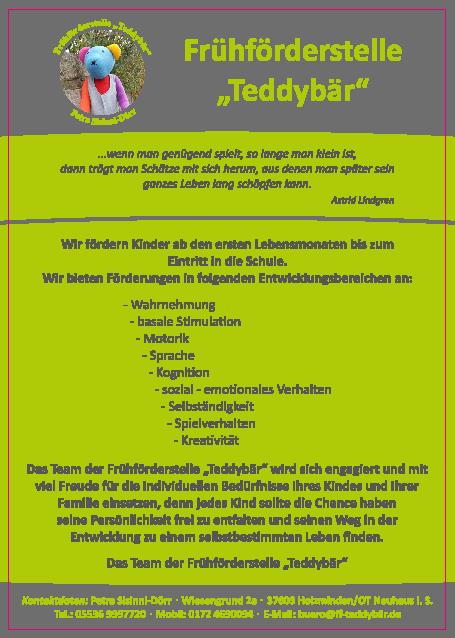 Frühförderstelle „Teddybär“
Petra Sisinni-Dörr
Frühförderstelle
„Teddybär“
...wenn man genügend spielt, so lange man klein ist,
dann trägt man Schätze mit sich herum, aus denen man später sein
ganzes Leben lang schöpfen kann.
Astrid Lindgren
Wir fördern Kinder ab den ersten Lebensmonaten bis zum
Eintritt in die Schule.
Wir bieten Förderungen in folgenden Entwicklungsbereichen an:
- Wahrnehmung
- basale Stimulation
- Motorik
- Sprache
- Kognition
- sozial - emotionales Verhalten
- Selbständigkeit
- Spielverhalten
- Kreativität
Das Team der Frühförderstelle „Teddybär“ wird sich engagiert und mit
viel Freude für die individuellen Bedürfnisse Ihres Kindes und Ihrer
Familie einsetzen, denn jedes Kind sollte die Chance haben
seine Persönlichkeit frei zu entfalten und seinen Weg in der
Entwicklung zu einem selbstbestimmten Leben finden.
Das Team der Frühförderstelle „Teddybär“
Kontaktdaten: Petra Sisinni-Dörr · Wiesengrund 2a · 37603 Holzminden/OT Neuhaus i. S.
Tel.: 05536 9997720 · Mobil: 0172 4690094 · E-Mail: buero@ff-teddybär.de